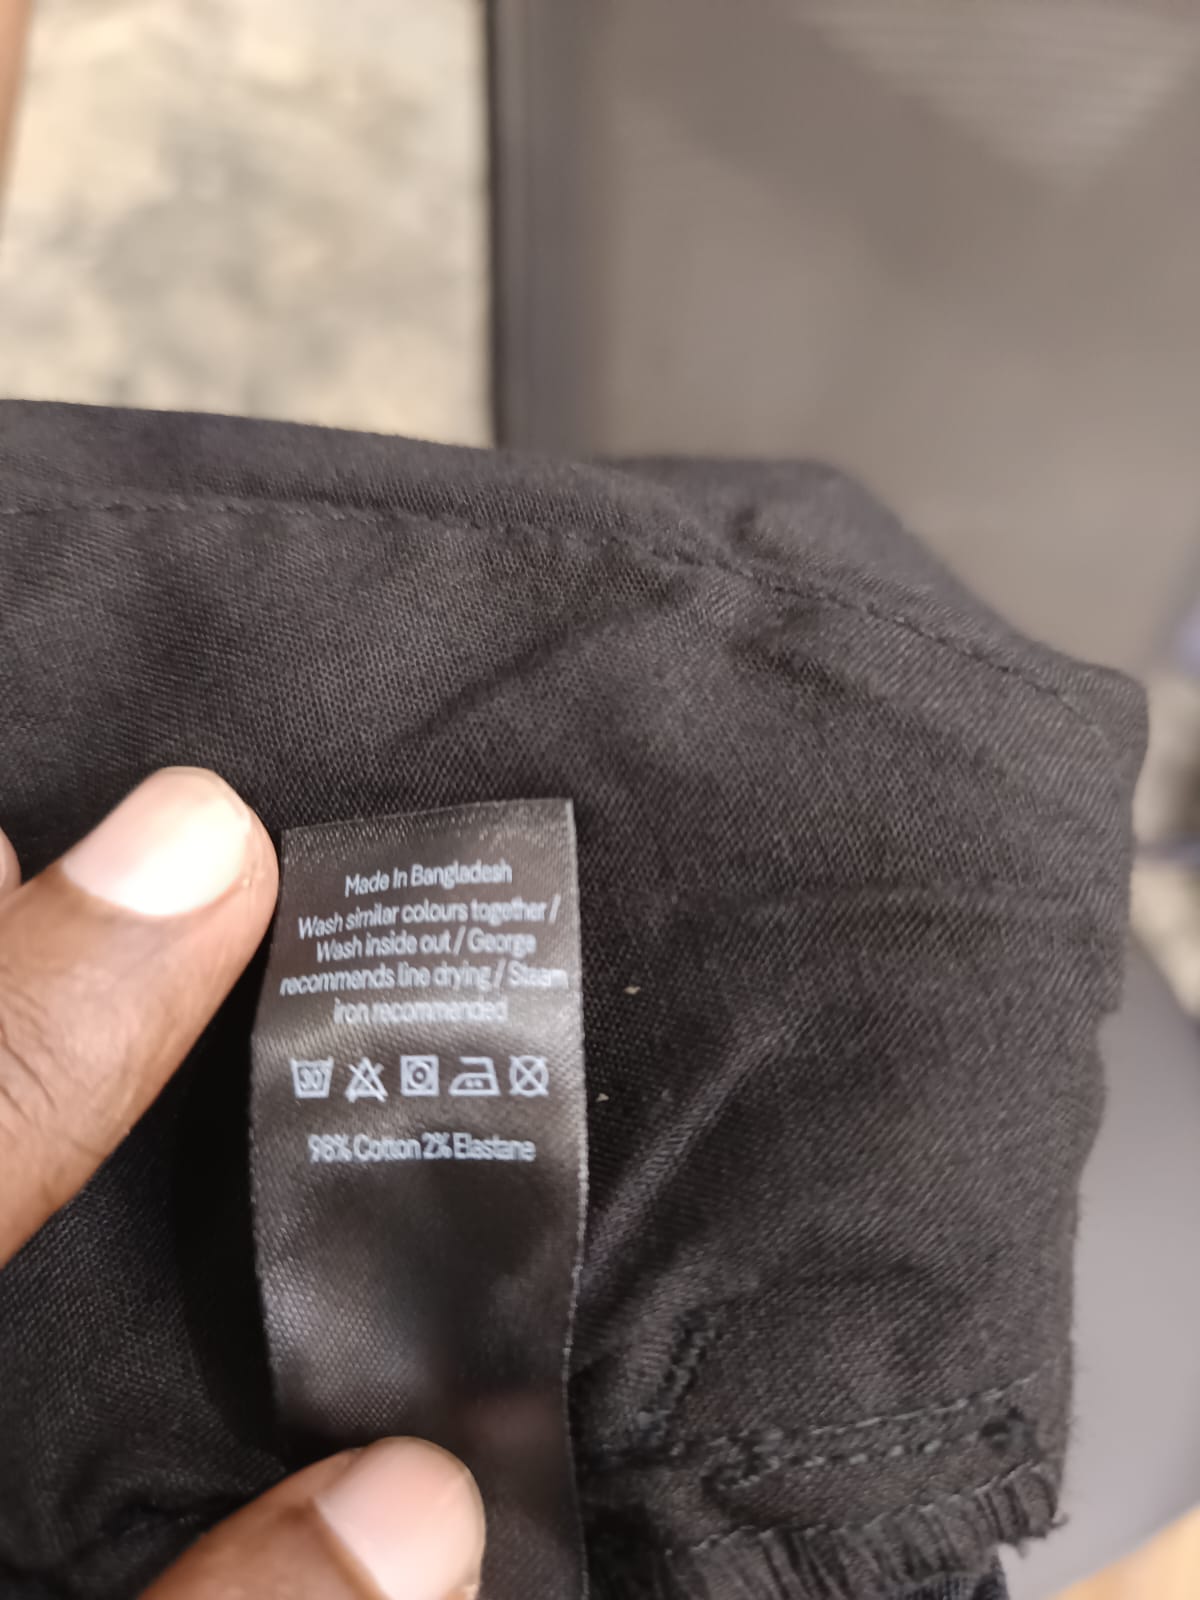 Made In Bangladesh
Wash similar colours together /
Wash inside out / George
recommends line drying / Steam
iron recommended
30
98% Cotton 2% Elastane